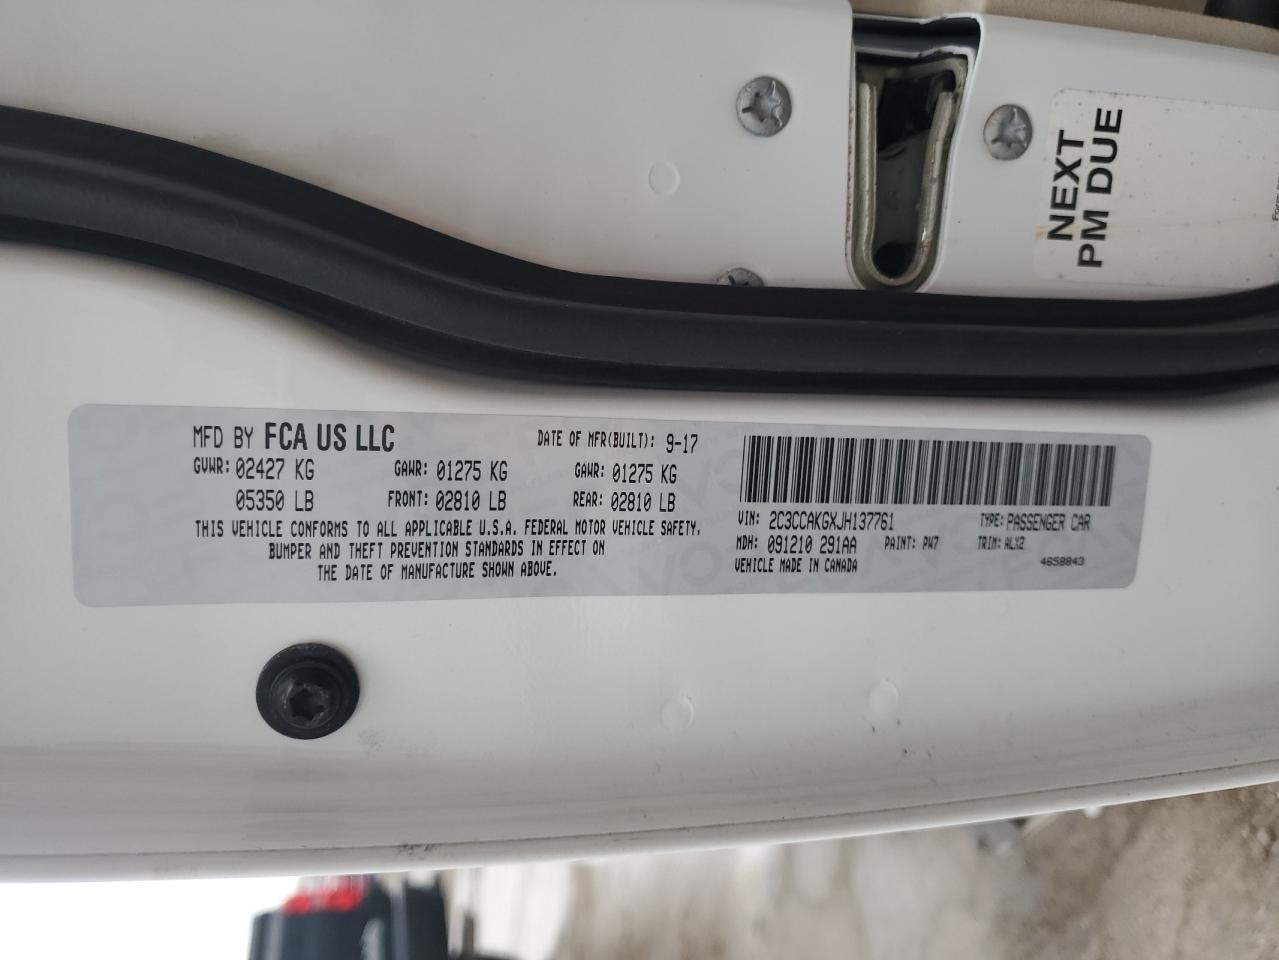 NEXT
PM DUE
MFD BY FCA US LLC
DATE OF MFR(BUILT): 9-17
GVWR: 02427 KG GAWR: 01275 KG GAWR: 01275 KG
05350 LB FRONT: 02810 LB REAR: 02810 LB
THIS VEHICLE CONFORMS TO ALL APPLICABLE U.S.A. FEDERAL MOTOR VEHICLE SAFETY,
BUMPER AND THEFT PREVENTION STANDARDS IN EFFECT ON
THE DATE OF MANUFACTURE SHOWN ABOVE.
VIN: 2C3CCAKGXJH137761 TYPE: PASSENGER CAR
MDH: 091210 291AA PAINT: PW7 TRIM: ALX2
VEHICLE MADE IN CANADA 4658843